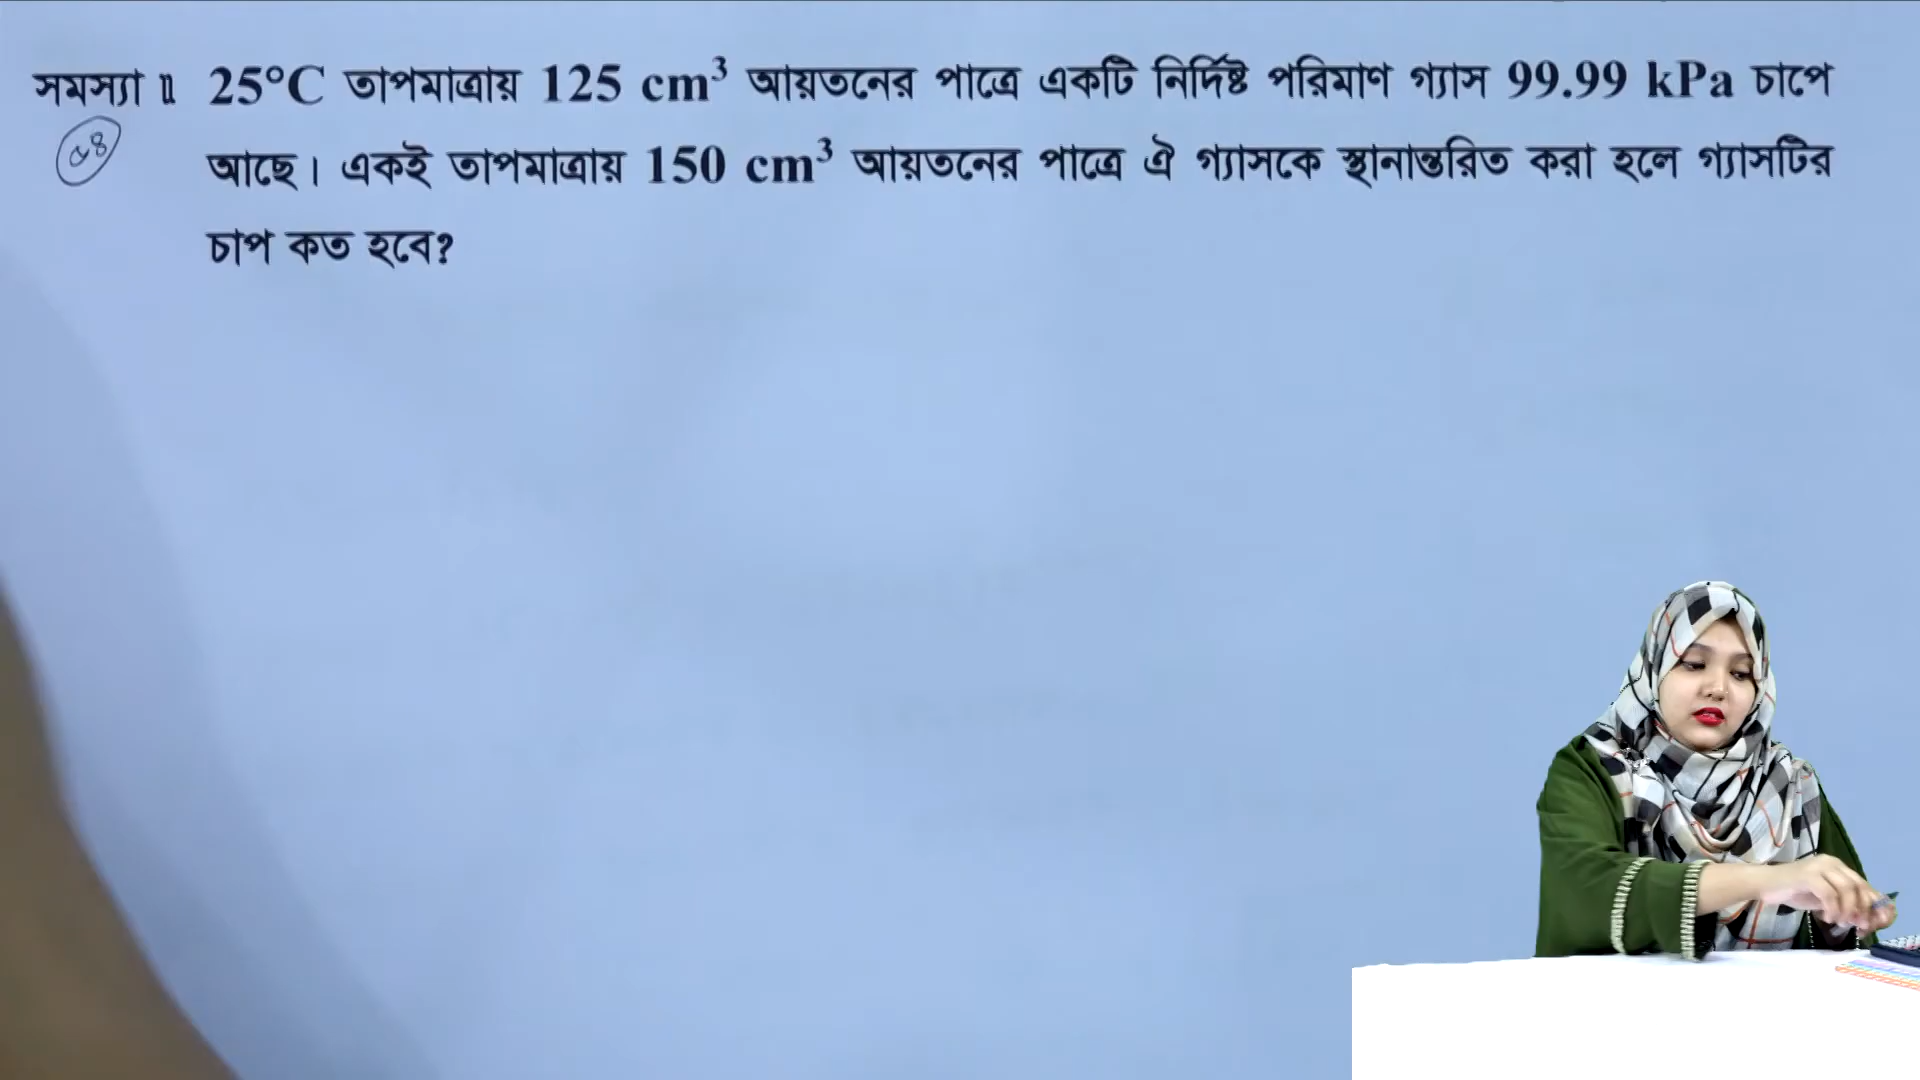 সমস্যা ॥ 25°C তাপমাত্রায় 125 cm³ আয়তনের পাত্রে একটি নির্দিষ্ট পরিমাণ গ্যাস 99.99 kPa চাপে
৫৪
আছে। একই তাপমাত্রায় 150 cm³ আয়তনের পাত্রে ঐ গ্যাসকে স্থানান্তরিত করা হলে গ্যাসটির
চাপ কত হবে?